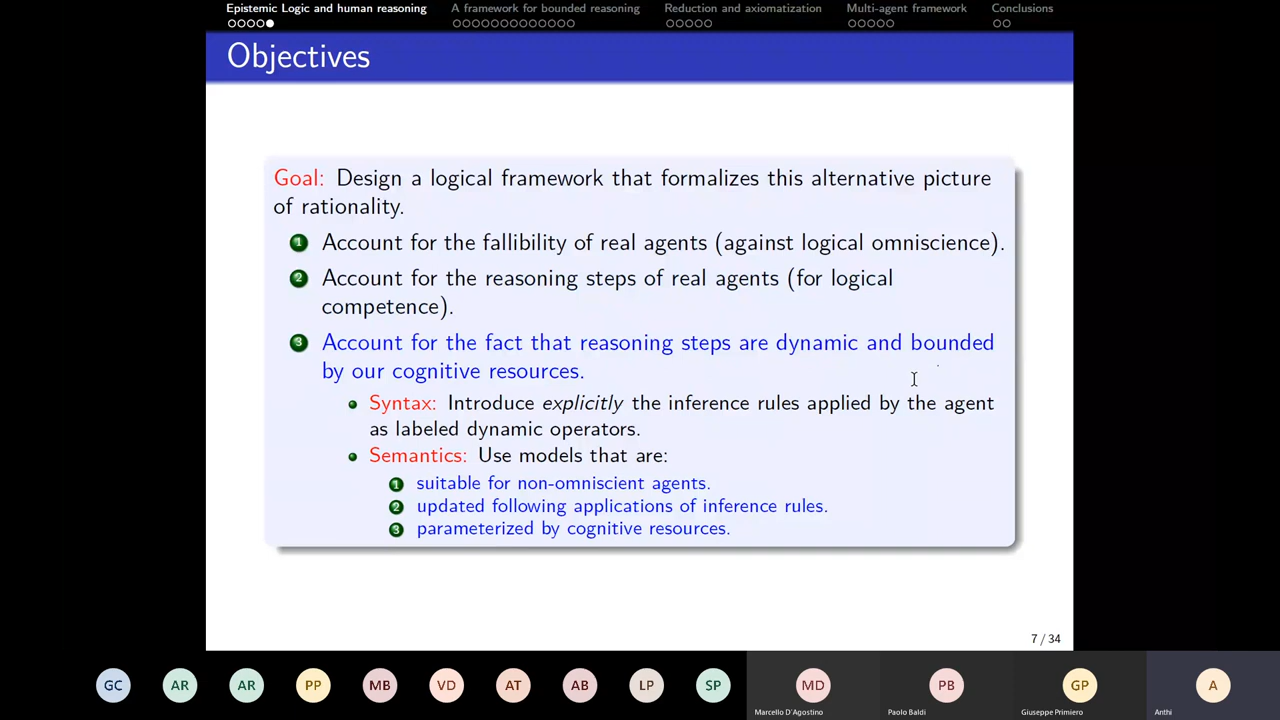 Epistemic Logic and human reasoning A framework for bounded reasoning Reduction and axiomatization Multi-agent framework Conclusions
Objectives
Goal: Design a logical framework that formalizes this alternative picture
of rationality.
1 Account for the fallibility of real agents (against logical omniscience).
2 Account for the reasoning steps of real agents (for logical
competence).
3 Account for the fact that reasoning steps are dynamic and bounded
by our cognitive resources.
Syntax: Introduce explicitly the inference rules applied by the agent
as labeled dynamic operators.
Semantics: Use models that are:
1 suitable for non-omniscient agents.
2 updated following applications of inference rules.
3 parameterized by cognitive resources.
7 / 34
GC AR AR PP MB VD AT AB LP SP MD PB GP A
Marcello D'Agostino Paolo Baldi Giuseppe Primiero Anthi